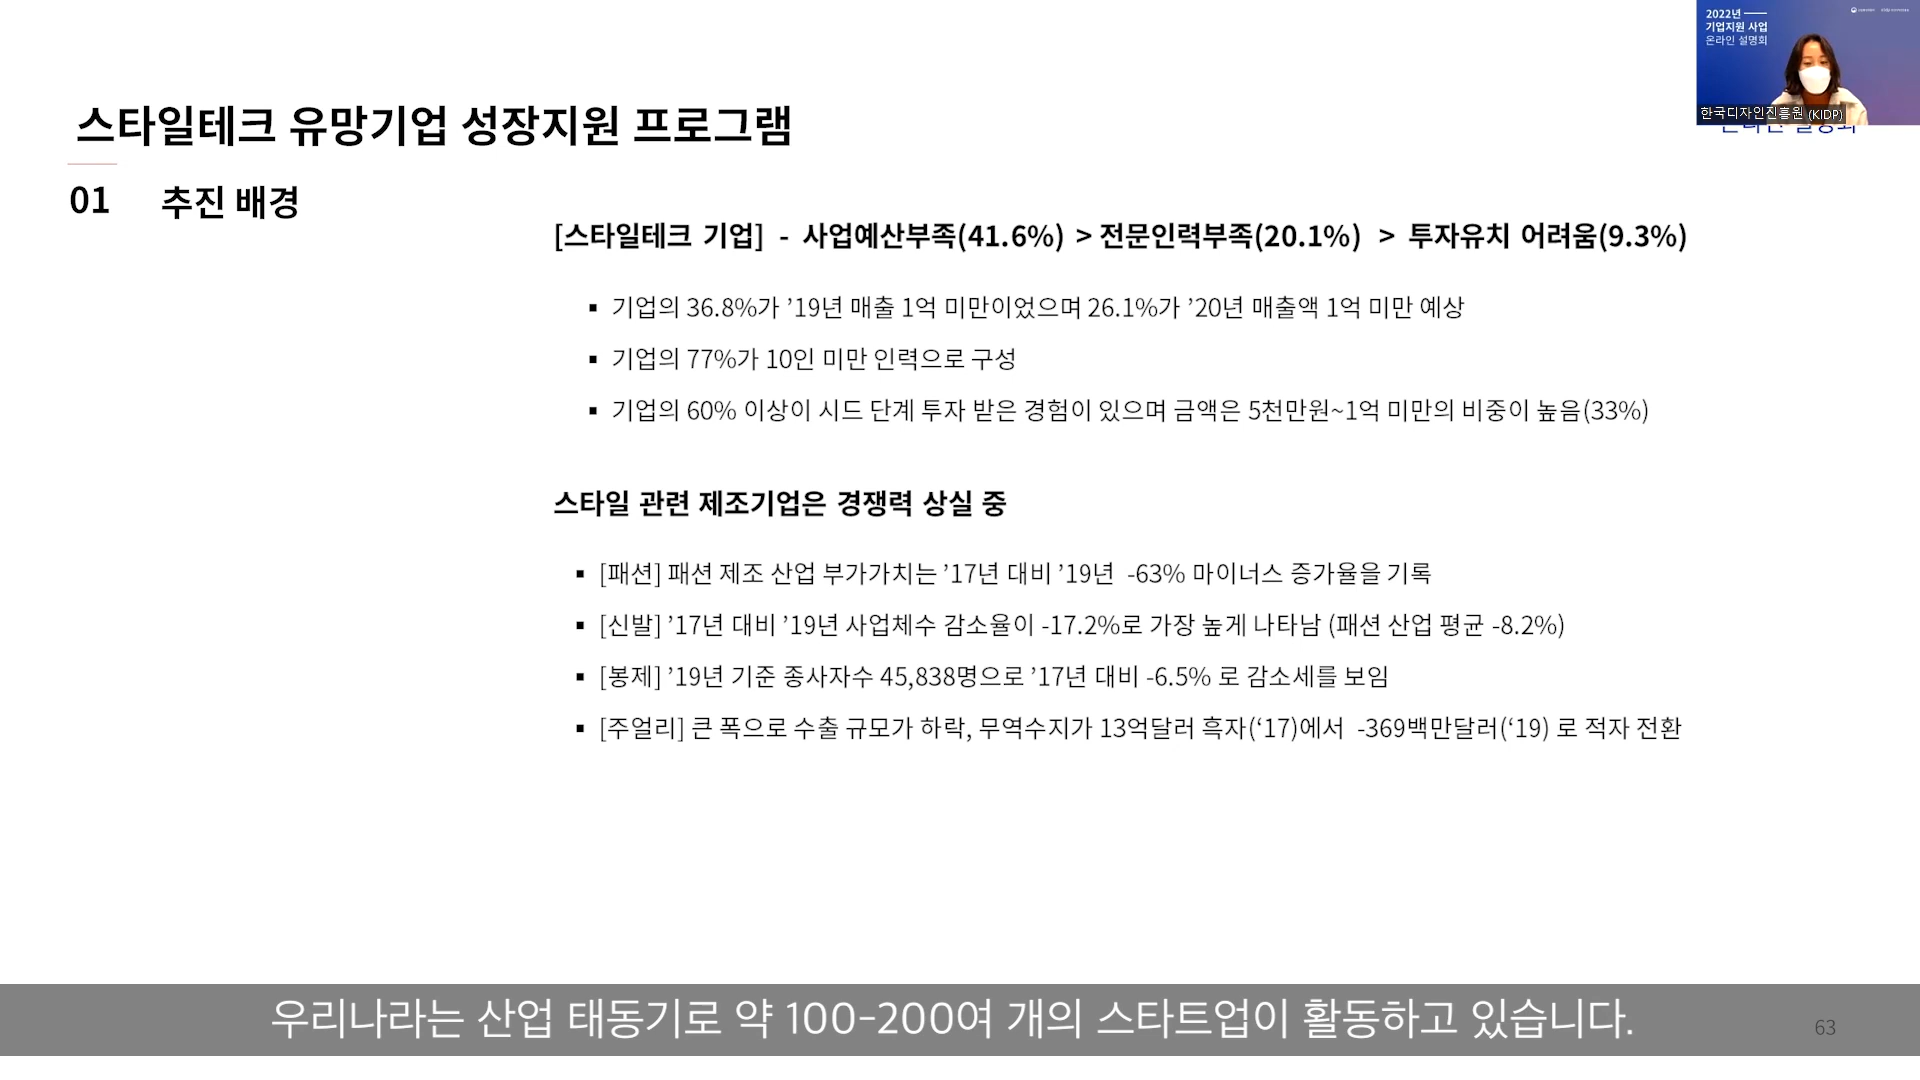 2022년
기업지원 사업
온라인 설명회
한국디자인진흥원 (KIDP)
온라인 설명회
스타일테크 유망기업 성장지원 프로그램
01 추진 배경
[스타일테크 기업] - 사업예산부족(41.6%) > 전문인력부족(20.1%) > 투자유치 어려움(9.3%)
▪ 기업의 36.8%가 ’19년 매출 1억 미만이었으며 26.1%가 ’20년 매출액 1억 미만 예상
▪ 기업의 77%가 10인 미만 인력으로 구성
▪ 기업의 60% 이상이 시드 단계 투자 받은 경험이 있으며 금액은 5천만원~1억 미만의 비중이 높음(33%)
스타일 관련 제조기업은 경쟁력 상실 중
▪ [패션] 패션 제조 산업 부가가치는 ’17년 대비 ’19년 -63% 마이너스 증가율을 기록
▪ [신발] ’17년 대비 ’19년 사업체수 감소율이 -17.2%로 가장 높게 나타남 (패션 산업 평균 -8.2%)
▪ [봉제] ’19년 기준 종사자수 45,838명으로 ’17년 대비 -6.5% 로 감소세를 보임
▪ [주얼리] 큰 폭으로 수출 규모가 하락, 무역수지가 13억달러 흑자(‘17)에서 -369백만달러(‘19) 로 적자 전환
우리나라는 산업 태동기로 약 100-200여 개의 스타트업이 활동하고 있습니다.
63